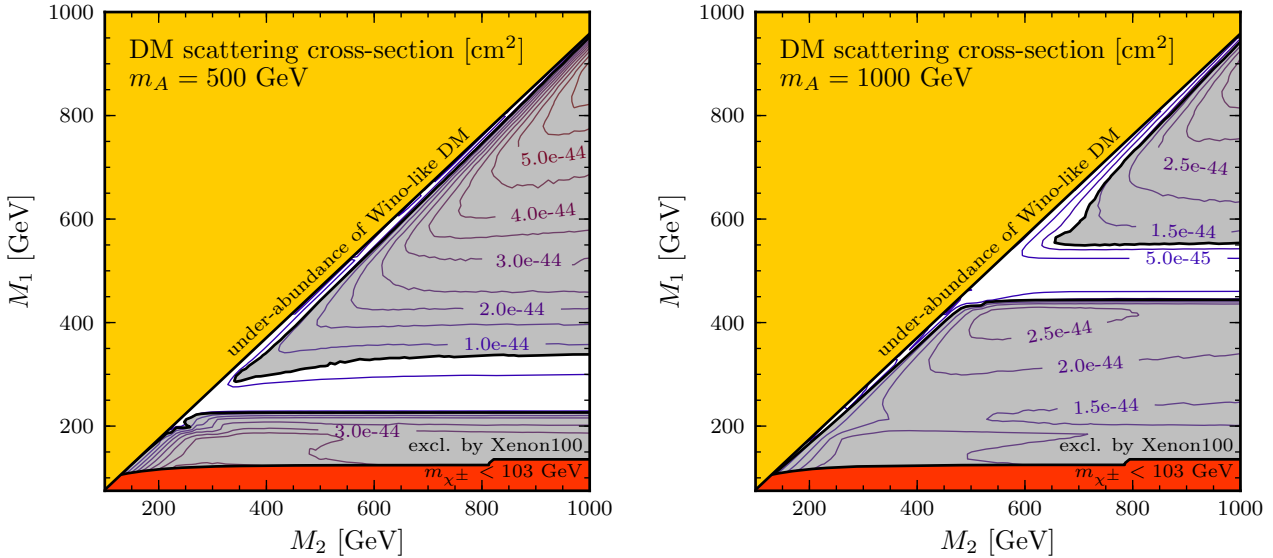 DM scattering cross-section [cm²]
m_A = 500 GeV
under-abundance of Wino-like DM
5.0e-44
4.0e-44
3.0e-44
2.0e-44
1.0e-44
3.0e-44
excl. by Xenon100
m_χ± < 103 GeV
1000
800
600
400
200
M₁ [GeV]
200
400
600
800
1000
M₂ [GeV]
DM scattering cross-section [cm²]
m_A = 1000 GeV
under-abundance of Wino-like DM
2.5e-44
1.5e-44
5.0e-45
2.5e-44
2.0e-44
1.5e-44
excl. by Xenon100
m_χ± < 103 GeV
1000
800
600
400
200
M₁ [GeV]
200
400
600
800
1000
M₂ [GeV]